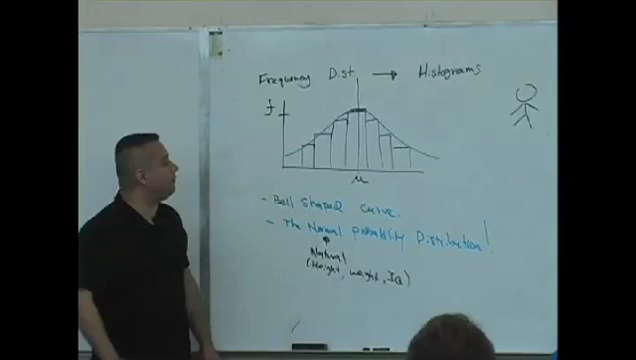 Frequency Dist. → Histograms
f
μ
- Bell shaped curve.
- The Normal probability Distribution!
Natural
(Height, weight, IQ)